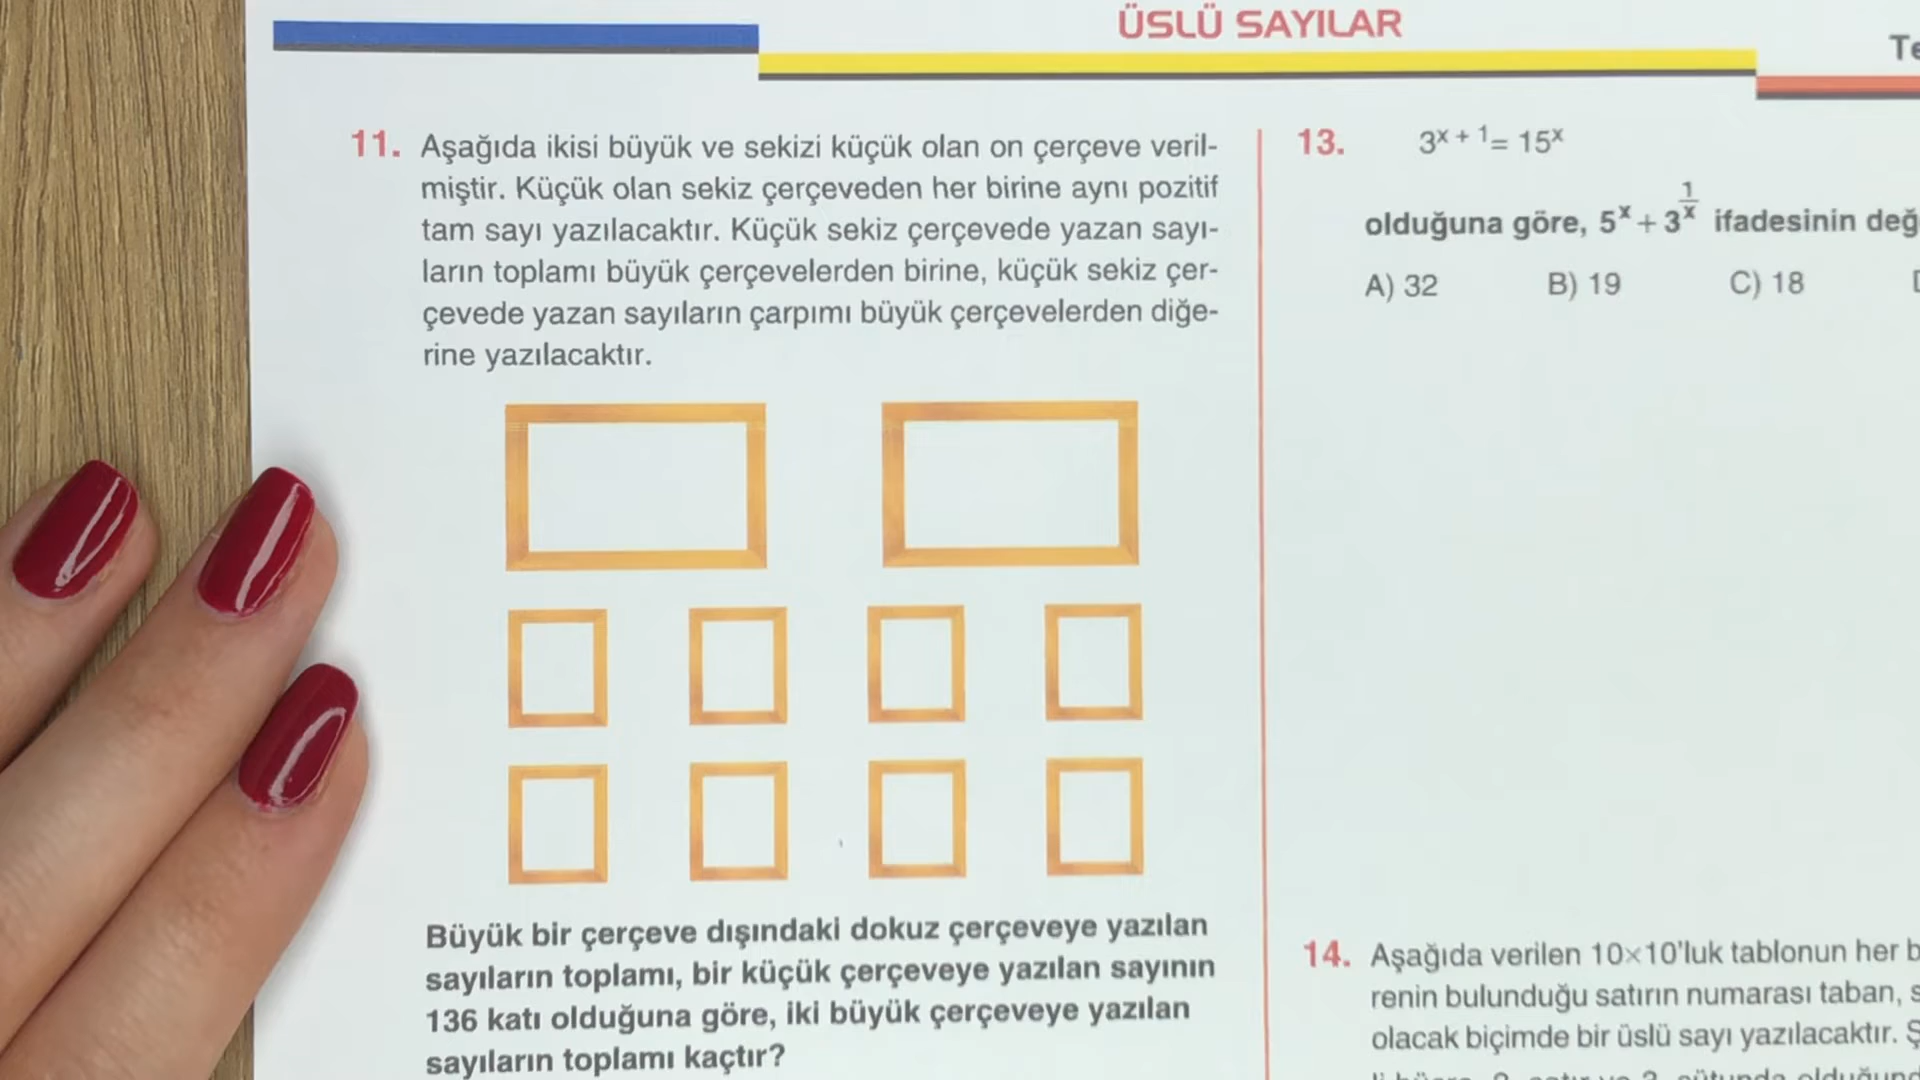 ÜSLÜ SAYILAR
11. Aşağıda ikisi büyük ve sekizi küçük olan on çerçeve veril-
miştir. Küçük olan sekiz çerçeveden her birine aynı pozitif
tam sayı yazılacaktır. Küçük sekiz çerçevede yazan sayı-
ların toplamı büyük çerçevelerden birine, küçük sekiz çer-
çevede yazan sayıların çarpımı büyük çerçevelerden diğe-
rine yazılacaktır.
Büyük bir çerçeve dışındaki dokuz çerçeveye yazılan
sayıların toplamı, bir küçük çerçeveye yazılan sayının
136 katı olduğuna göre, iki büyük çerçeveye yazılan
sayıların toplamı kaçtır?
13. 3^{x + 1} = 15^x
olduğuna göre, 5^x + 3^{\frac{1}{x}} ifadesinin
A) 32 B) 19 C) 18
14. Aşağıda verilen 10×10'luk tablonun her
renin bulunduğu satırın numarası taban,
olacak biçimde bir üslü sayı yazılacaktır.